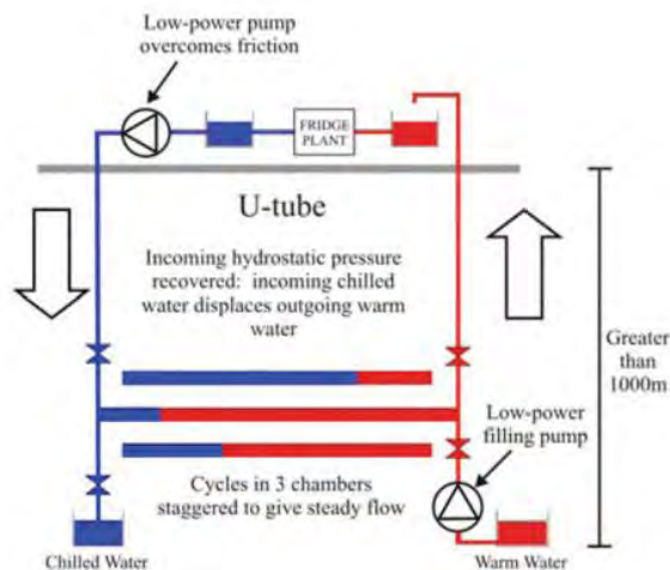 Low-power pump
overcomes friction
FRIDGE
PLANT
U-tube
Incoming hydrostatic pressure
recovered: incoming chilled
water displaces outgoing warm
water
Greater
than
1000m
Low-power
filling pump
Cycles in 3 chambers
staggered to give steady flow
Chilled Water
Warm Water